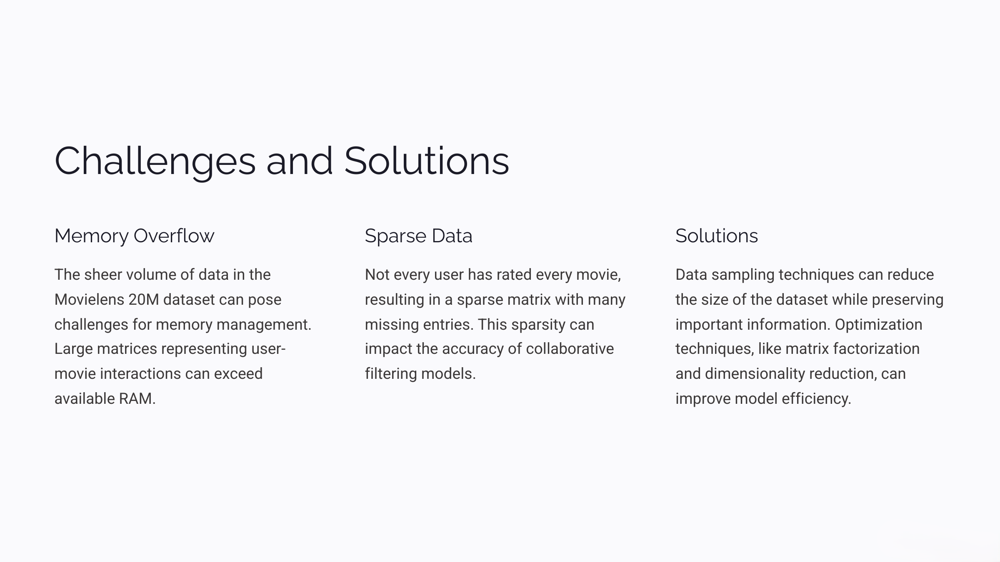 Challenges and Solutions
Memory Overflow
The sheer volume of data in the
Movielens 20M dataset can pose
challenges for memory management.
Large matrices representing user-
movie interactions can exceed
available RAM.
Sparse Data
Not every user has rated every movie,
resulting in a sparse matrix with many
missing entries. This sparsity can
impact the accuracy of collaborative
filtering models.
Solutions
Data sampling techniques can reduce
the size of the dataset while preserving
important information. Optimization
techniques, like matrix factorization
and dimensionality reduction, can
improve model efficiency.